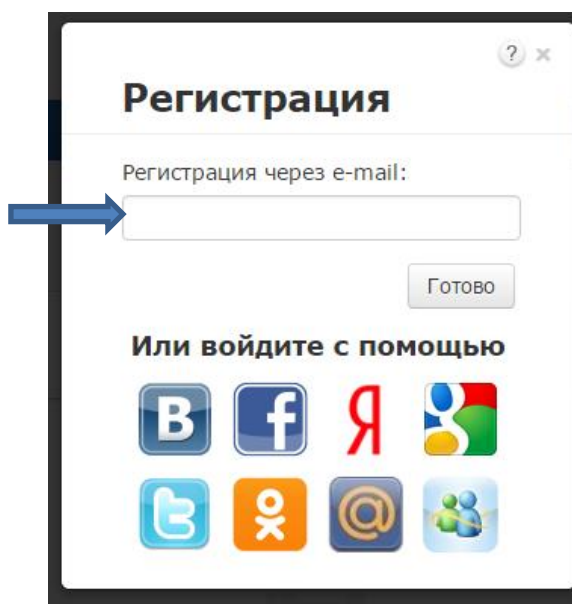 Регистрация
Регистрация через e-mail:
Готово
Или войдите с помощью